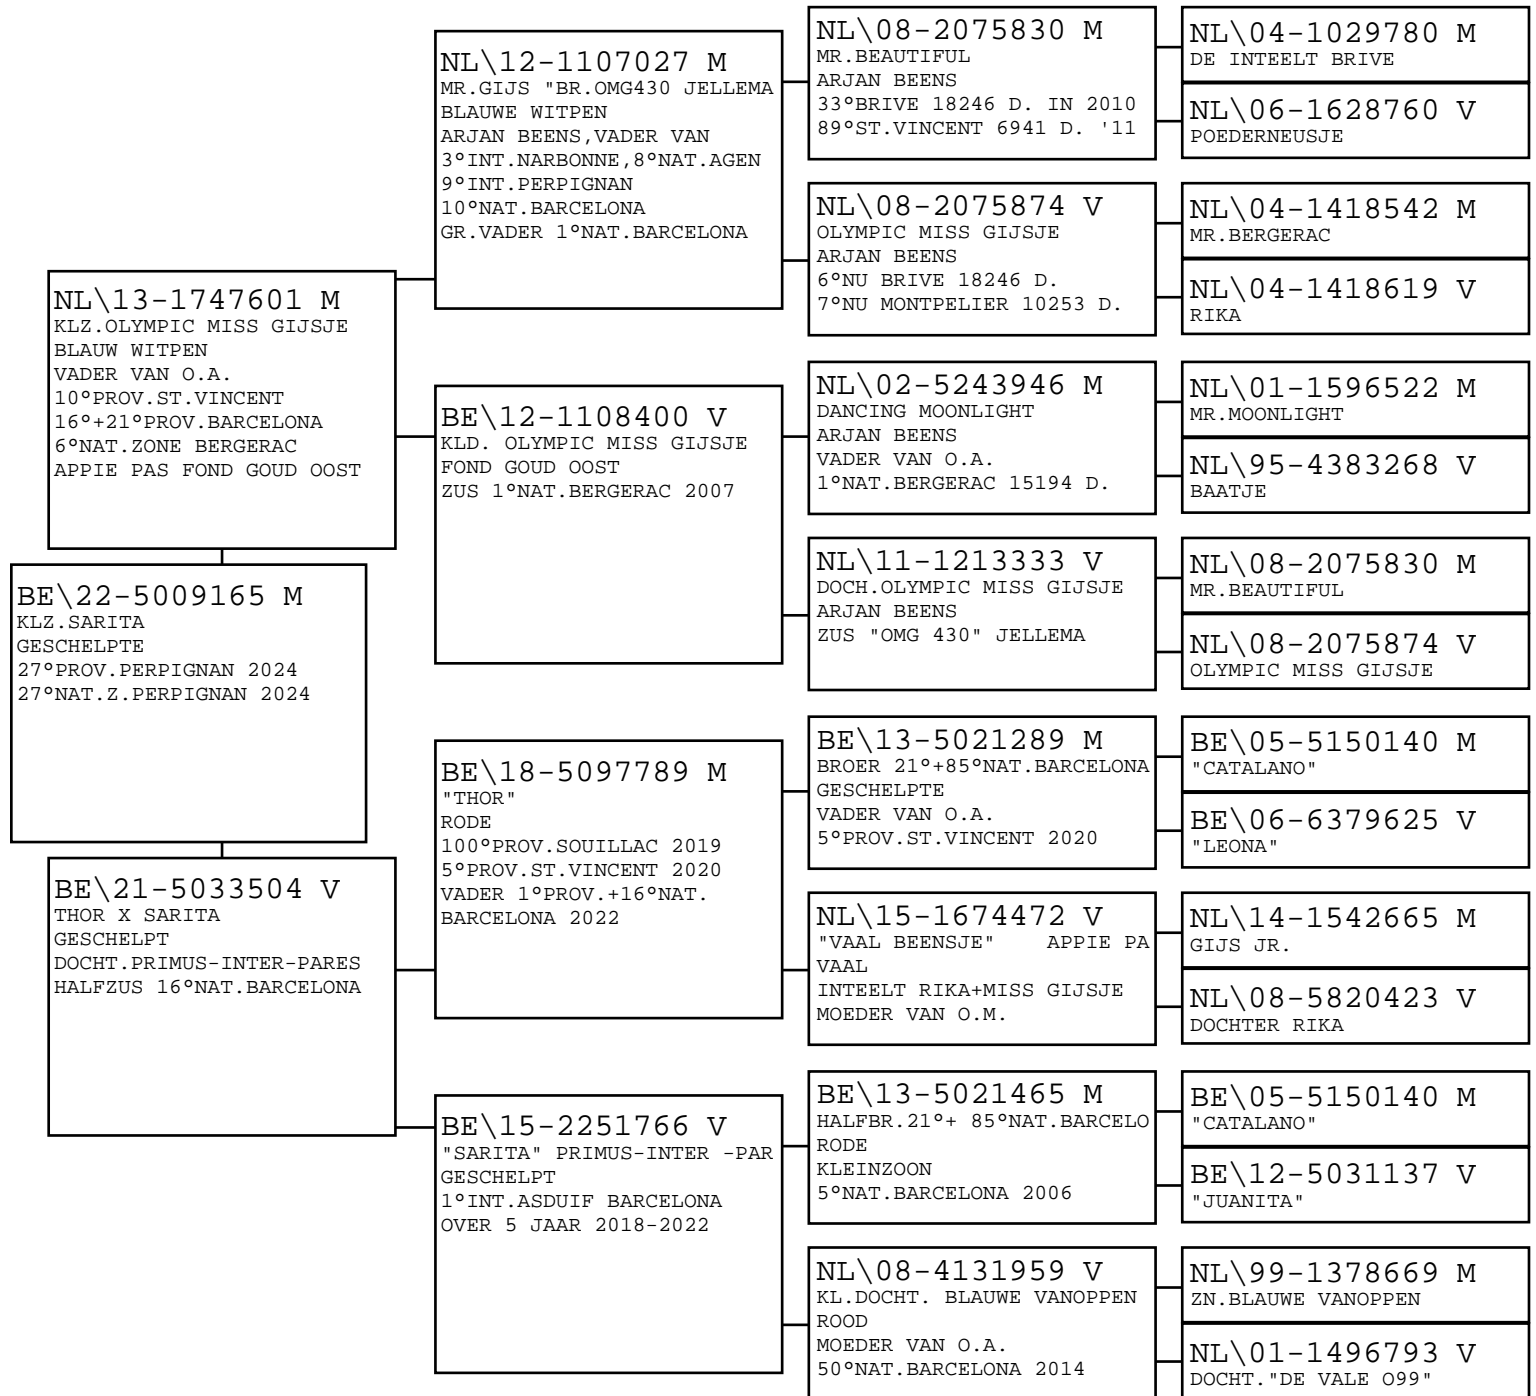 BE\22-5009165 M
KLZ.SARITA
GESCHELPTE
27°PROV.PERPIGNAN 2024
27°NAT.Z.PERPIGNAN 2024
NL\13-1747601 M
KLZ.OLYMPIC MISS GIJSJE
BLAUW WITPEN
VADER VAN O.A.
10°PROV.ST.VINCENT
16°+21°PROV.BARCELONA
6°NAT.ZONE BERGERAC
APPIE PAS FOND GOUD OOST
BE\21-5033504 V
THOR X SARITA
GESCHELPT
DOCHT.PRIMUS-INTER-PARES
HALFZUS 16°NAT.BARCELONA
NL\12-1107027 M
MR.GIJS "BR.OMG430 JELLEMA
BLAUWE WITPEN
ARJAN BEENS,VADER VAN
3°INT.NARBONNE,8°NAT.AGEN
9°INT.PERPIGNAN
10°NAT.BARCELONA
GR.VADER 1°NAT.BARCELONA
BE\12-1108400 V
KLD. OLYMPIC MISS GIJSJE
FOND GOUD OOST
ZUS 1°NAT.BERGERAC 2007
BE\18-5097789 M
"THOR"
RODE
100°PROV.SOUILLAC 2019
5°PROV.ST.VINCENT 2020
VADER 1°PROV.+16°NAT.
BARCELONA 2022
BE\15-2251766 V
"SARITA" PRIMUS-INTER -PAR
GESCHELPT
1°INT.ASDUIF BARCELONA
OVER 5 JAAR 2018-2022
NL\08-2075830 M
MR.BEAUTIFUL
ARJAN BEENS
33°BRIVE 18246 D. IN 2010
89°ST.VINCENT 6941 D. '11
NL\08-2075874 V
OLYMPIC MISS GIJSJE
ARJAN BEENS
6°NU BRIVE 18246 D.
7°NU MONTPELIER 10253 D.
NL\02-5243946 M
DANCING MOONLIGHT
ARJAN BEENS
VADER VAN O.A.
1°NAT.BERGERAC 15194 D.
NL\11-1213333 V
DOCH.OLYMPIC MISS GIJSJE
ARJAN BEENS
ZUS "OMG 430" JELLEMA
BE\13-5021289 M
BROER 21°+85°NAT.BARCELONA
GESCHELPTE
VADER VAN O.A.
5°PROV.ST.VINCENT 2020
NL\15-1674472 V
"VAAL BEENSJE" APPIE PA
VAAL
INTEELT RIKA+MISS GIJSJE
MOEDER VAN O.M.
BE\13-5021465 M
HALFBR.21°+ 85°NAT.BARCELO
RODE
KLEINZOON
5°NAT.BARCELONA 2006
NL\08-4131959 V
KL.DOCHT. BLAUWE VANOPPEN
ROOD
MOEDER VAN O.A.
50°NAT.BARCELONA 2014
NL\04-1029780 M
DE INTEELT BRIVE
NL\06-1628760 V
POEDERNEUSJE
NL\04-1418542 M
MR.BERGERAC
NL\04-1418619 V
RIKA
NL\01-1596522 M
MR.MOONLIGHT
NL\95-4383268 V
BAATJE
NL\08-2075830 M
MR.BEAUTIFUL
NL\08-2075874 V
OLYMPIC MISS GIJSJE
BE\05-5150140 M
"CATALANO"
BE\06-6379625 V
"LEONA"
NL\14-1542665 M
GIJS JR.
NL\08-5820423 V
DOCHTER RIKA
BE\05-5150140 M
"CATALANO"
BE\12-5031137 V
"JUANITA"
NL\99-1378669 M
ZN.BLAUWE VANOPPEN
NL\01-1496793 V
DOCHT."DE VALE O99"